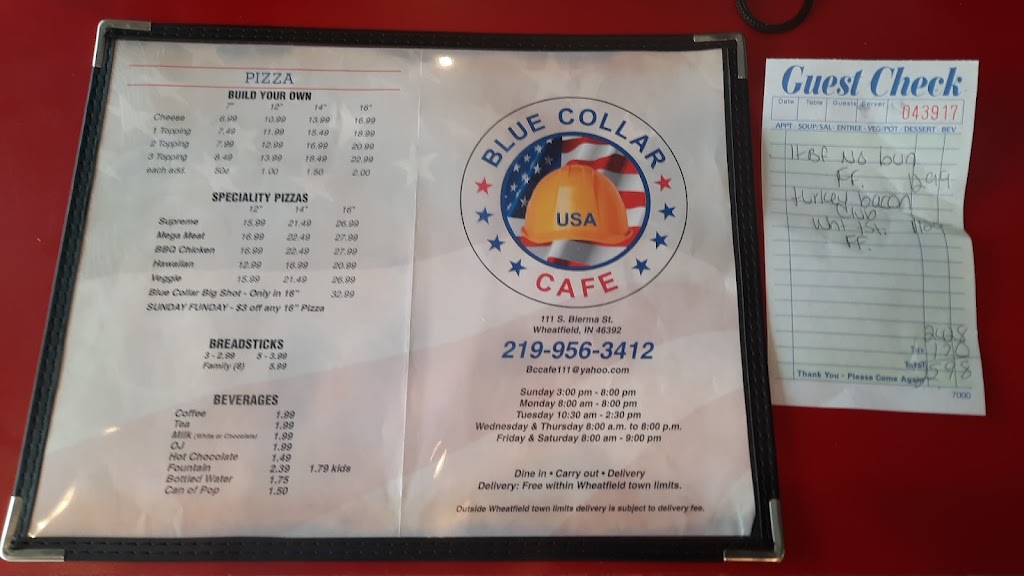 PIZZA
BUILD YOUR OWN
7" 12" 14" 16"
Cheese 6.99 10.99 13.99 16.99
1 Topping 7.49 11.99 15.49 18.99
2 Topping 7.99 12.99 16.99 20.99
3 Topping 8.49 13.99 18.49 22.99
each add. 50¢ 1.00 1.50 2.00
SPECIALITY PIZZAS
12" 14" 16"
Supreme 15.99 21.49 26.99
Mega Meat 16.99 22.49 27.99
BBQ Chicken 16.99 22.49 27.99
Hawaiian 12.99 16.99 20.99
Veggie 15.99 21.49 26.99
Blue Collar Big Shot - Only in 16" 32.99
SUNDAY FUNDAY - $3 off any 16" Pizza
BREADSTICKS
3 - 2.99 5 - 3.99
Family (8) 5.99
BEVERAGES
Coffee 1.99
Tea 1.99
Milk (White or Chocolate) 1.99
OJ 1.99
Hot Chocolate 1.49
Fountain 2.39 1.79 kids
Bottled Water 1.75
Can of Pop 1.50
BLUE COLLAR
USA
CAFE
111 S. Bierma St.
Wheatfield, IN 46392
219-956-3412
Bccafe111@yahoo.com
Sunday 3:00 pm - 8:00 pm
Monday 8:00 am - 8:00 pm
Tuesday 10:30 am - 2:30 pm
Wednesday & Thursday 8:00 a.m. to 8:00 p.m.
Friday & Saturday 8:00 am - 9:00 pm
Dine in • Carry out • Delivery
Delivery: Free within Wheatfield town limits.
Outside Wheatfield town limits delivery is subject to delivery fee.
Guest Check
Date Table Guests Server
043917
APPT - SOUP/SAL - ENTREE - VEG/POT - DESSERT - BEV
No bun
FF.
turkey bacon
club
FF.
Tax
Total
Thank You - Please Come Again
7000